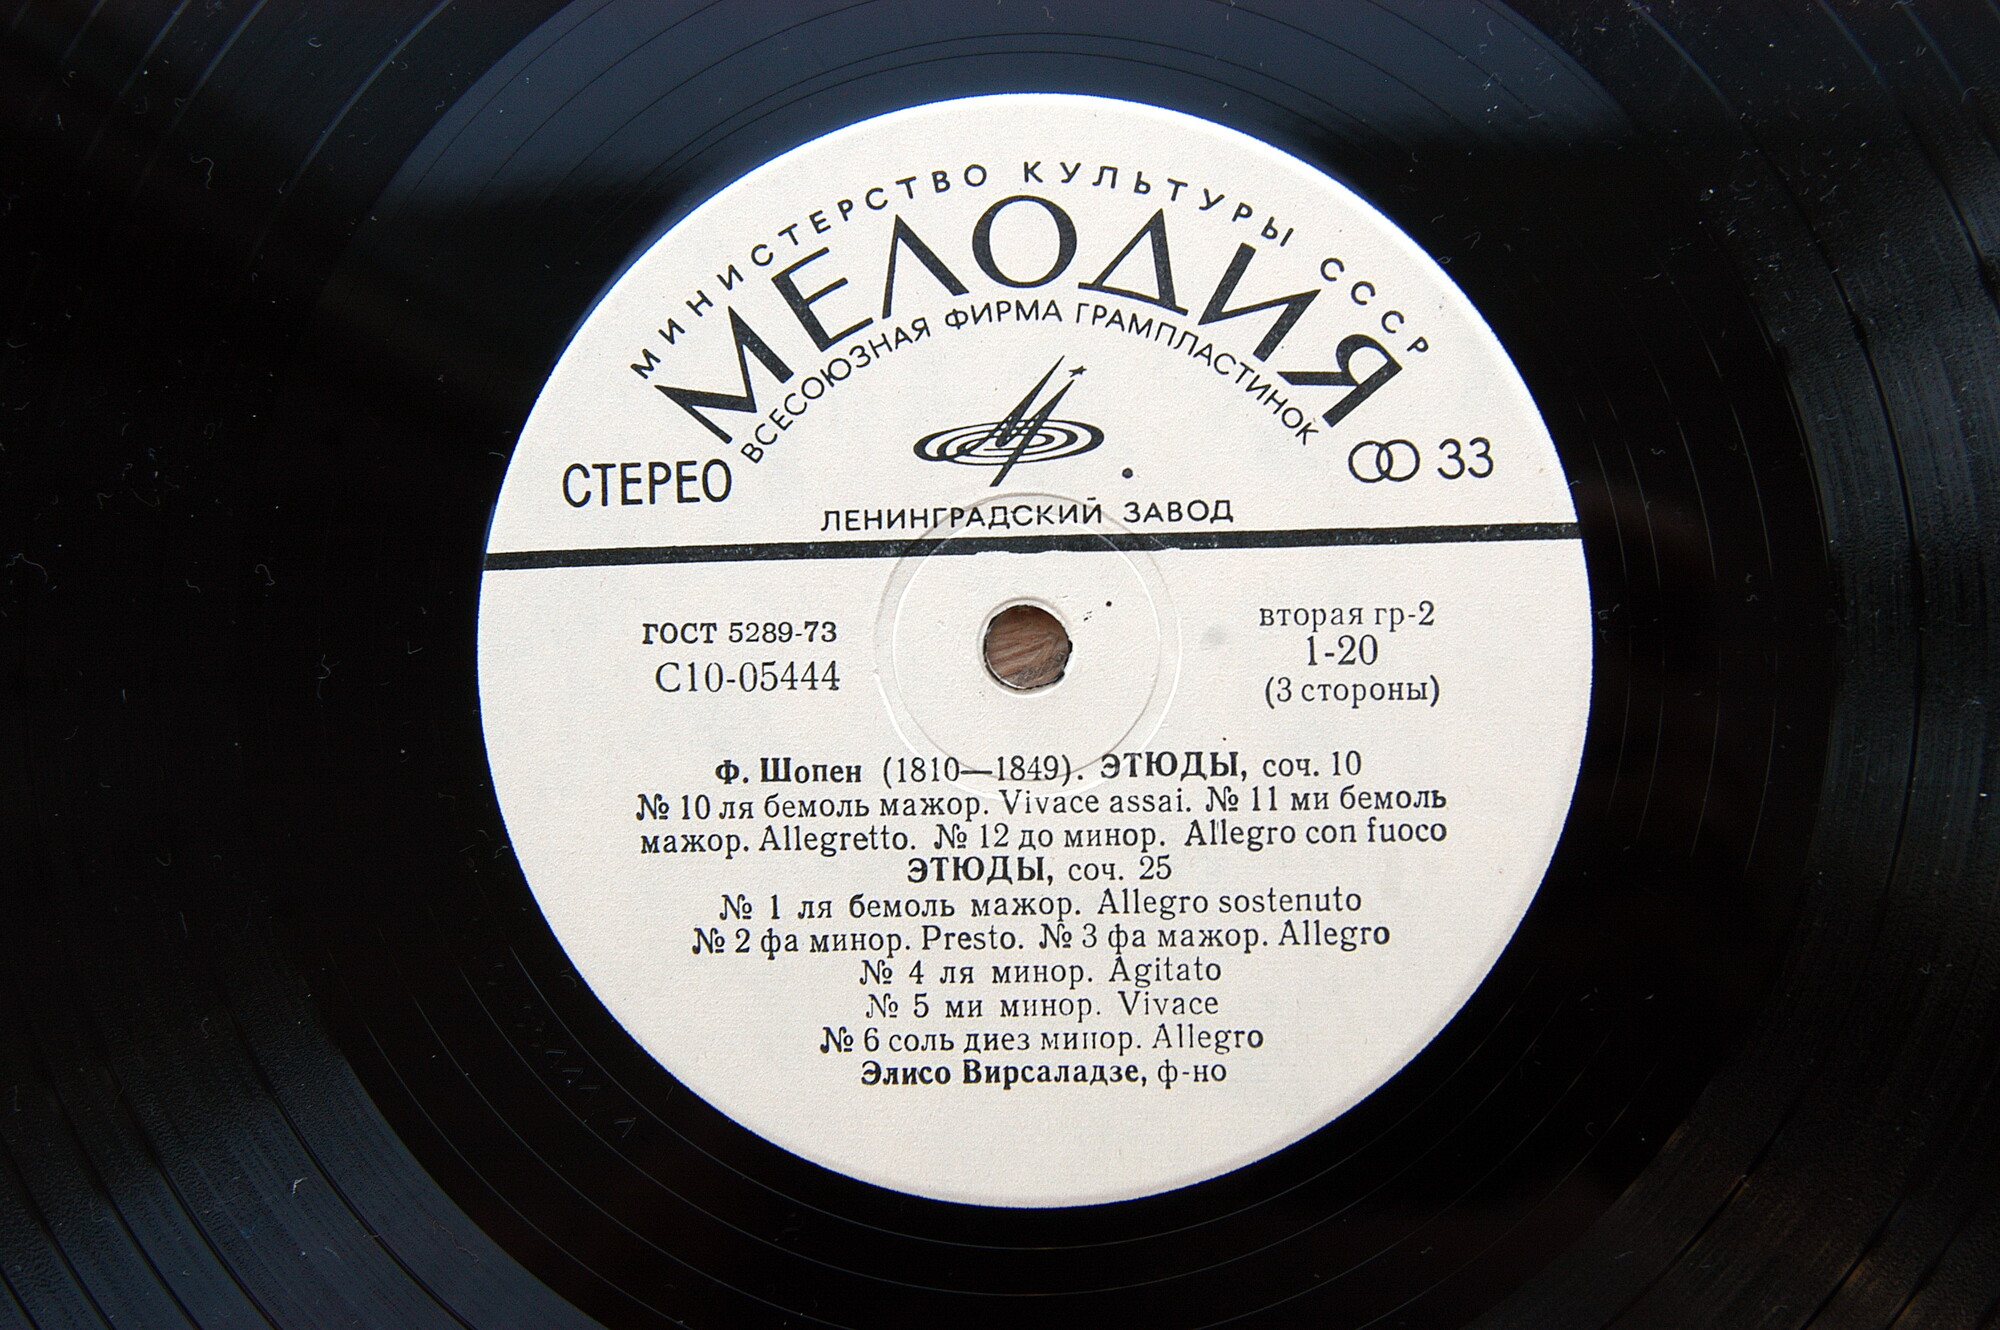 МИНИСТЕРСТВО КУЛЬТУРЫ СССР
МЕЛОДИЯ
ВСЕСОЮЗНАЯ ФИРМА ГРАМПЛАСТИНОК
СТЕРЕО
33
ЛЕНИНГРАДСКИЙ ЗАВОД
ГОСТ 5289-73
С10-05444
вторая гр-2
1-20
(3 стороны)
Ф. Шопен (1810—1849). ЭТЮДЫ, соч. 10
№ 10 ля бемоль мажор. Vivace assai. № 11 ми бемоль
мажор. Allegretto. № 12 до минор. Allegro con fuoco
ЭТЮДЫ, соч. 25
№ 1 ля бемоль мажор. Allegro sostenuto
№ 2 фа минор. Presto. № 3 фа мажор. Allegro
№ 4 ля минор. Agitato
№ 5 ми минор. Vivace
№ 6 соль диез минор. Allegro
Элисо Вирсаладзе, ф-но